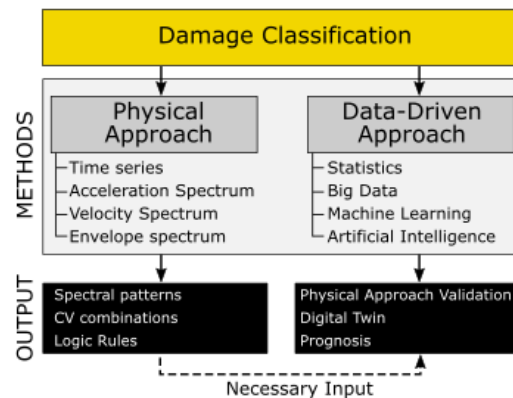 Damage Classification
METHODS
Physical
Approach
Time series
Acceleration Spectrum
Velocity Spectrum
Envelope spectrum
Data-Driven
Approach
Statistics
Big Data
Machine Learning
Artificial Intelligence
OUTPUT
Spectral patterns
CV combinations
Logic Rules
Physical Approach Validation
Digital Twin
Prognosis
Necessary Input